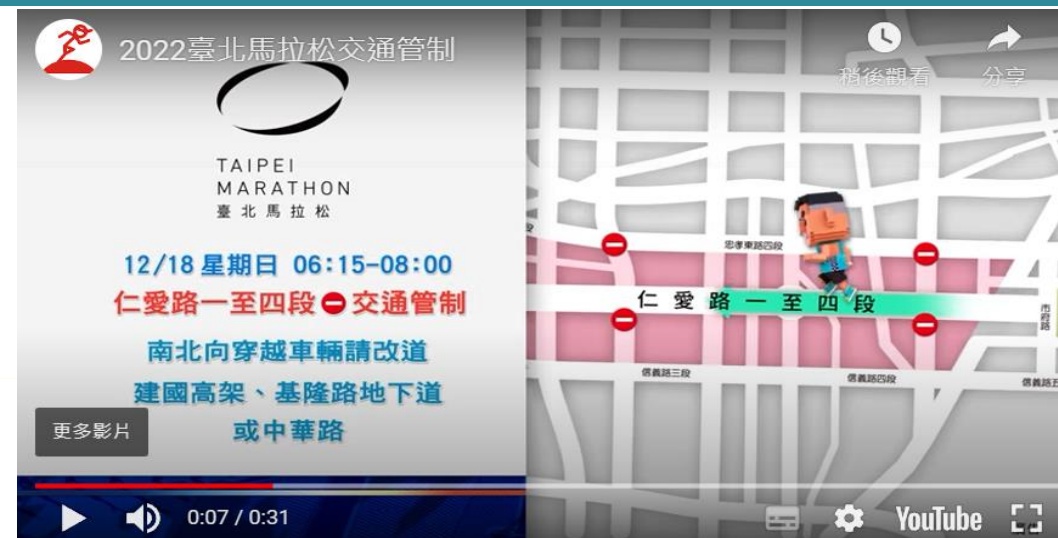 2022臺北馬拉松交通管制
稍後觀看
分享
TAIPEI
MARATHON
臺北馬拉松
12/18 星期日 06:15-08:00
仁愛路一至四段⛔交通管制
南北向穿越車輛請改道
建國高架、基隆路地下道
或中華路
更多影片
忠孝東路四段
仁愛路一至四段
市府路
信義路三段
信義路四段
信義路五
0:07 / 0:31
YouTube